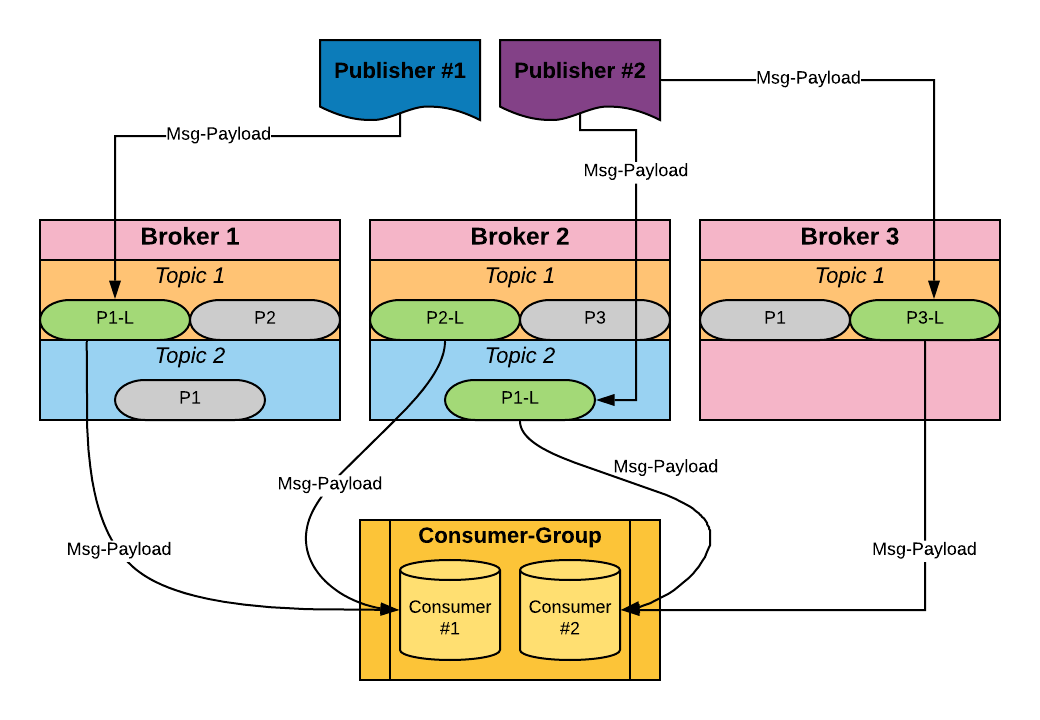 Publisher #1
Publisher #2
Msg-Payload
Msg-Payload
Msg-Payload
Broker 1
Broker 2
Broker 3
Topic 1
Topic 1
Topic 1
P1-L
P2
P2-L
P3
P1
P3-L
Topic 2
Topic 2
P1
P1-L
Msg-Payload
Msg-Payload
Msg-Payload
Msg-Payload
Consumer-Group
Consumer
#1
Consumer
#2